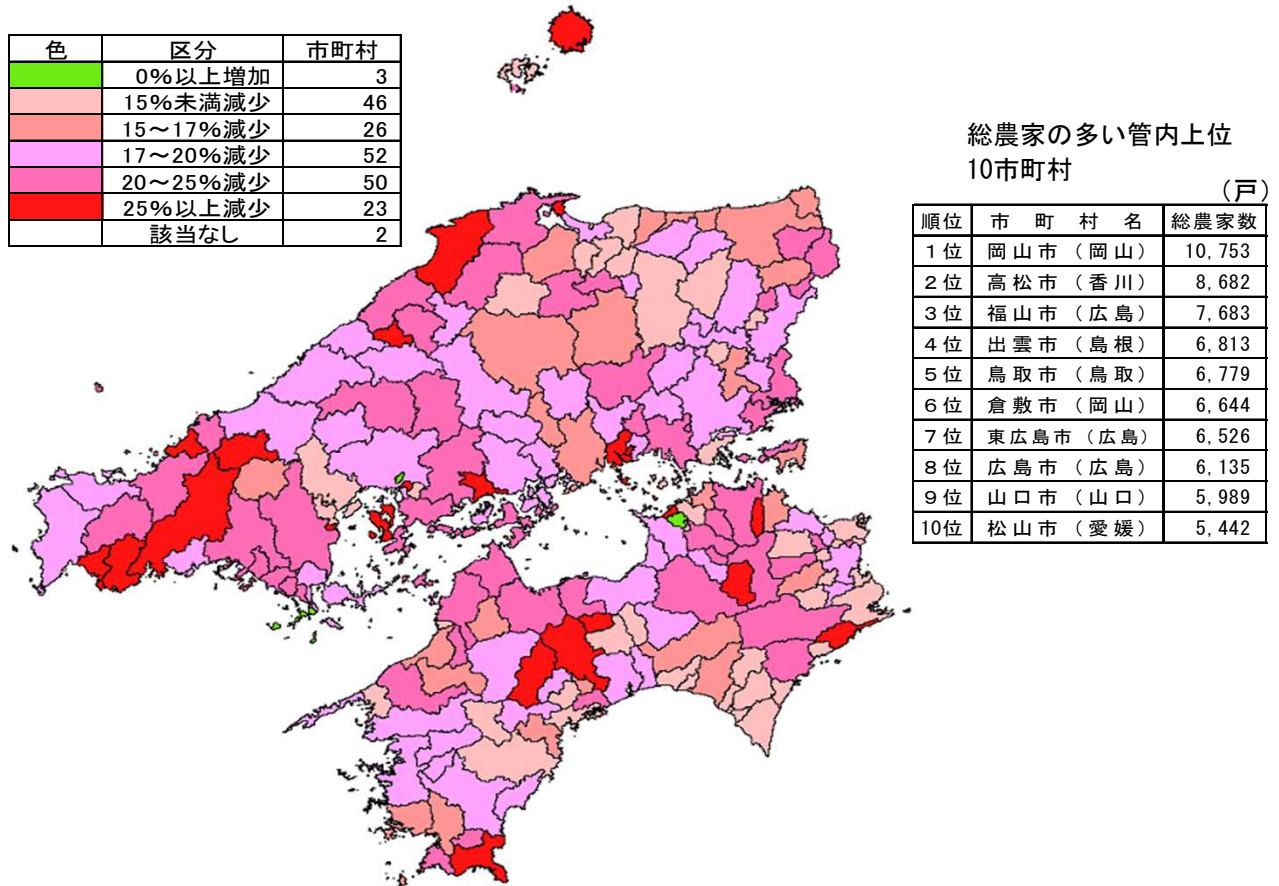 色 区分 市町村
0%以上増加 3
15%未満減少 46
15～17%減少 26
17～20%減少 52
20～25%減少 50
25%以上減少 23
該当なし 2
総農家の多い管内上位
10市町村
(戸)
順位 市町村名 総農家数
1位 岡山市（岡山） 10,753
2位 高松市（香川） 8,682
3位 福山市（広島） 7,683
4位 出雲市（島根） 6,813
5位 鳥取市（鳥取） 6,779
6位 倉敷市（岡山） 6,644
7位 東広島市（広島） 6,526
8位 広島市（広島） 6,135
9位 山口市（山口） 5,989
10位 松山市（愛媛） 5,442